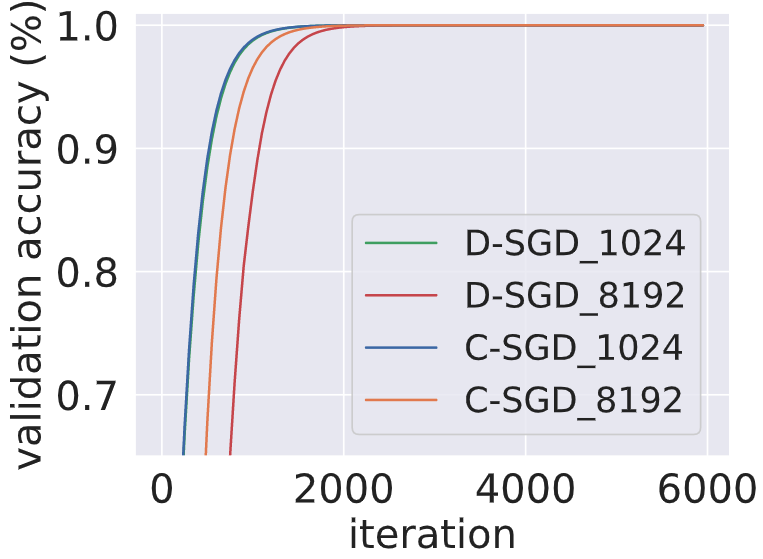 validation accuracy (%)
1.0
0.9
0.8
0.7
D-SGD_1024
D-SGD_8192
C-SGD_1024
C-SGD_8192
0 2000 4000 6000
iteration